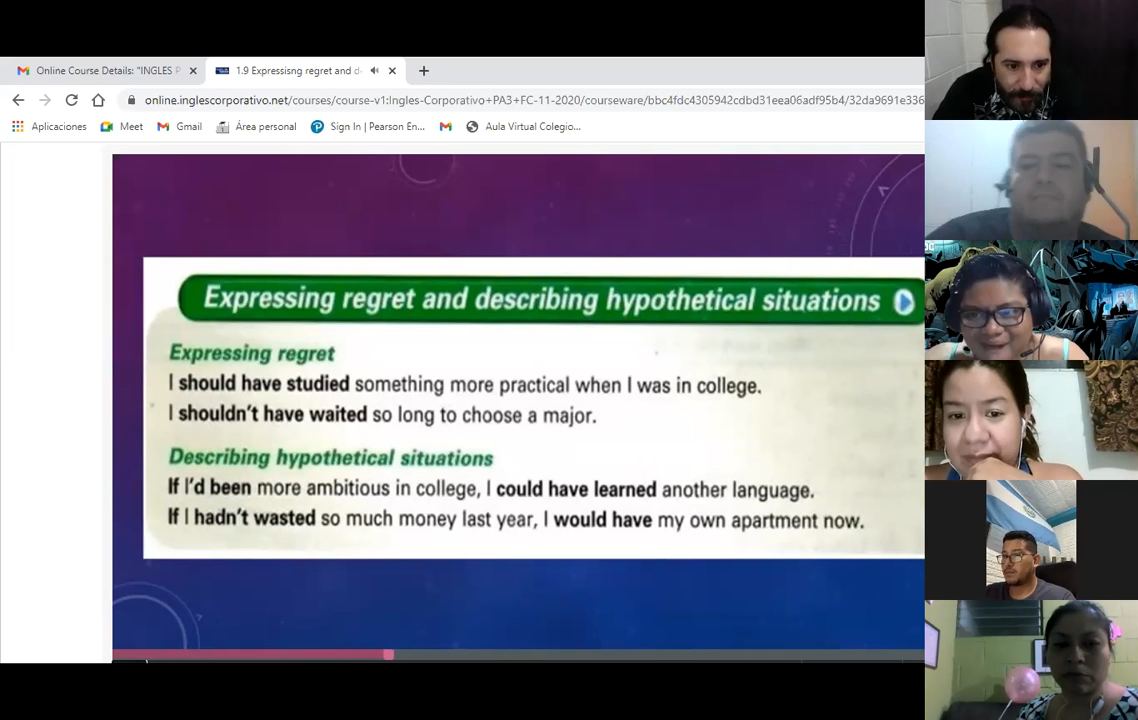 Online Course Details: "INGLES P
1.9 Expressisng regret and d
online.inglescorporativo.net/courses/course-v1:Ingles-Corporativo+PA3+FC-11-2020/courseware/bbc4fdc4305942cdbd31eea06adf95b4/32da9691e336
Aplicaciones Meet Gmail Área personal Sign In | Pearson En... Aula Virtual Colegio...
Expressing regret and describing hypothetical situations
Expressing regret
I should have studied something more practical when I was in college.
I shouldn't have waited so long to choose a major.
Describing hypothetical situations
If I'd been more ambitious in college, I could have learned another language.
If I hadn't wasted so much money last year, I would have my own apartment now.